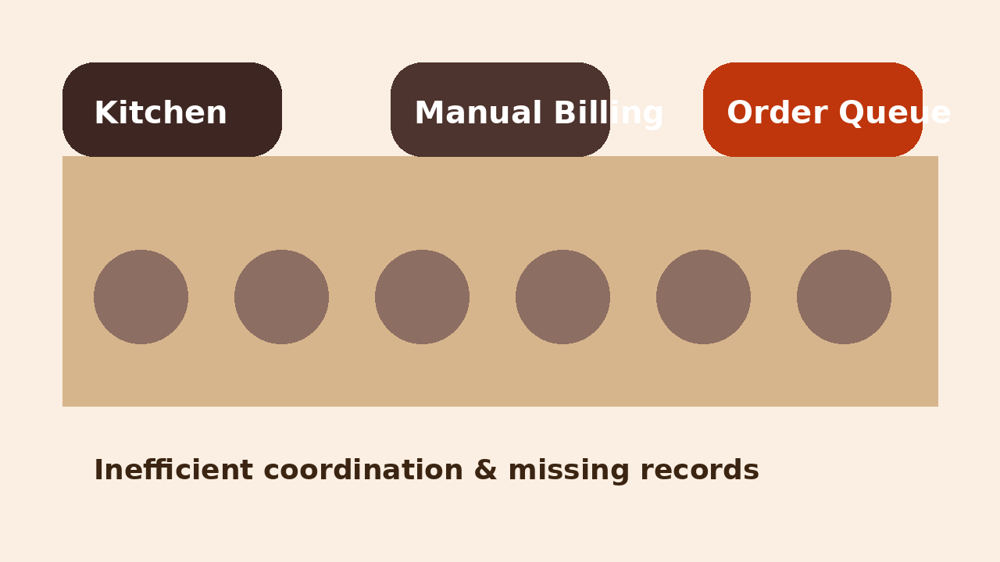 Kitchen
Manual Billing
Order Queue
Inefficient coordination & missing records